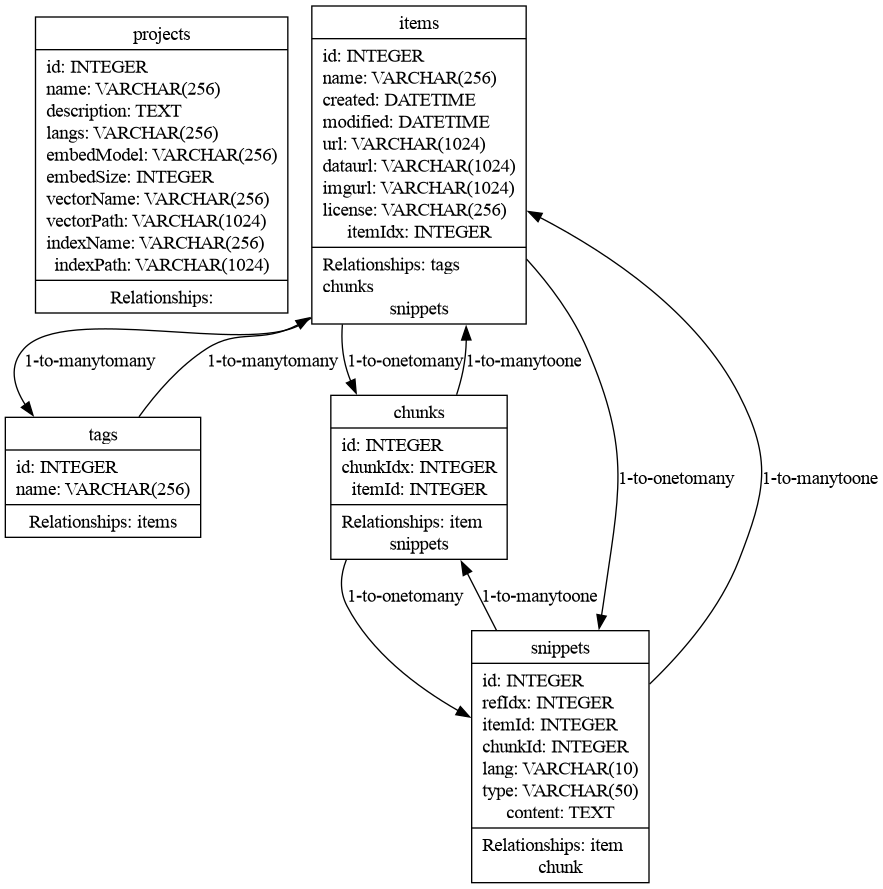 projects
id: INTEGER
name: VARCHAR(256)
description: TEXT
langs: VARCHAR(256)
embedModel: VARCHAR(256)
embedSize: INTEGER
vectorName: VARCHAR(256)
vectorPath: VARCHAR(1024)
indexName: VARCHAR(256)
indexPath: VARCHAR(1024)
Relationships:
items
id: INTEGER
name: VARCHAR(256)
created: DATETIME
modified: DATETIME
url: VARCHAR(1024)
dataurl: VARCHAR(1024)
imgurl: VARCHAR(1024)
license: VARCHAR(256)
itemIdx: INTEGER
Relationships: tags
chunks
snippets
1-to-manytomany
1-to-manytomany
1-to-onetomany
1-to-manytoone
tags
id: INTEGER
name: VARCHAR(256)
Relationships: items
chunks
id: INTEGER
chunkIdx: INTEGER
itemId: INTEGER
Relationships: item
snippets
1-to-onetomany
1-to-manytoone
1-to-onetomany
1-to-manytoone
snippets
id: INTEGER
refIdx: INTEGER
itemId: INTEGER
chunkId: INTEGER
lang: VARCHAR(10)
type: VARCHAR(50)
content: TEXT
Relationships: item
chunk